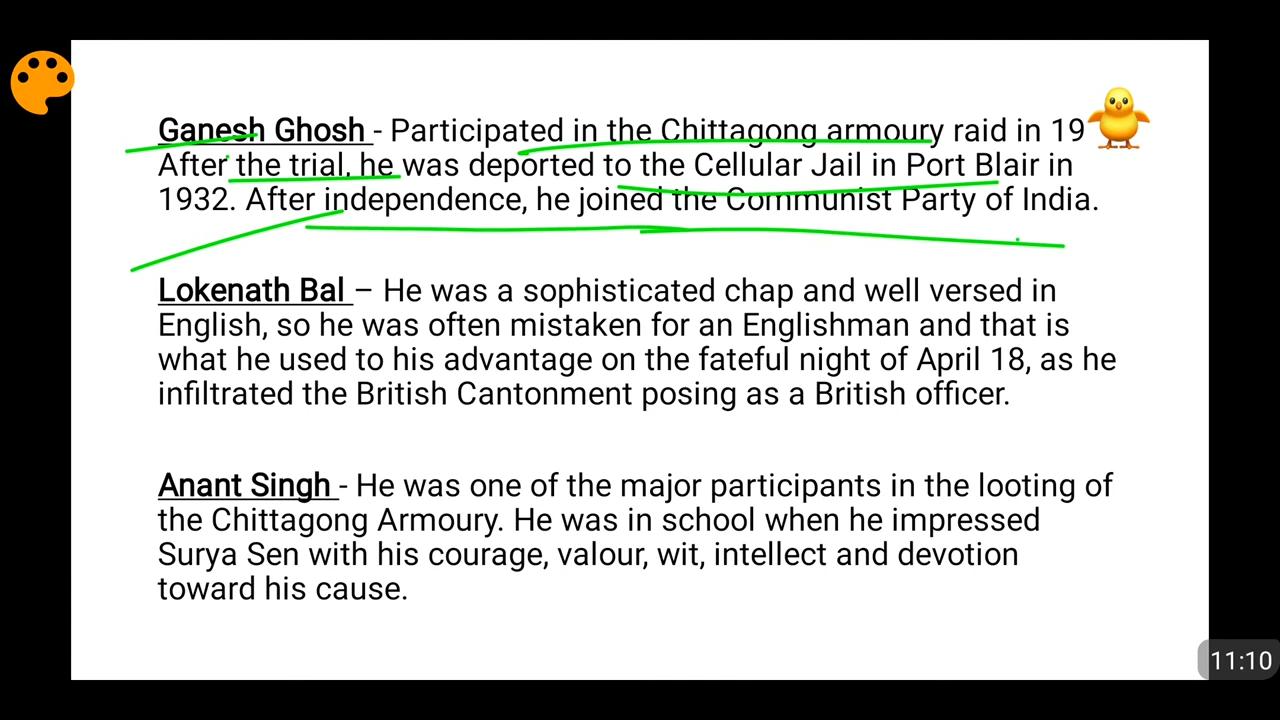 Ganesh Ghosh - Participated in the Chittagong armoury raid in 19
After the trial, he was deported to the Cellular Jail in Port Blair in
1932. After independence, he joined the Communist Party of India.
Lokenath Bal – He was a sophisticated chap and well versed in
English, so he was often mistaken for an Englishman and that is
what he used to his advantage on the fateful night of April 18, as he
infiltrated the British Cantonment posing as a British officer.
Anant Singh - He was one of the major participants in the looting of
the Chittagong Armoury. He was in school when he impressed
Surya Sen with his courage, valour, wit, intellect and devotion
toward his cause.
11:10